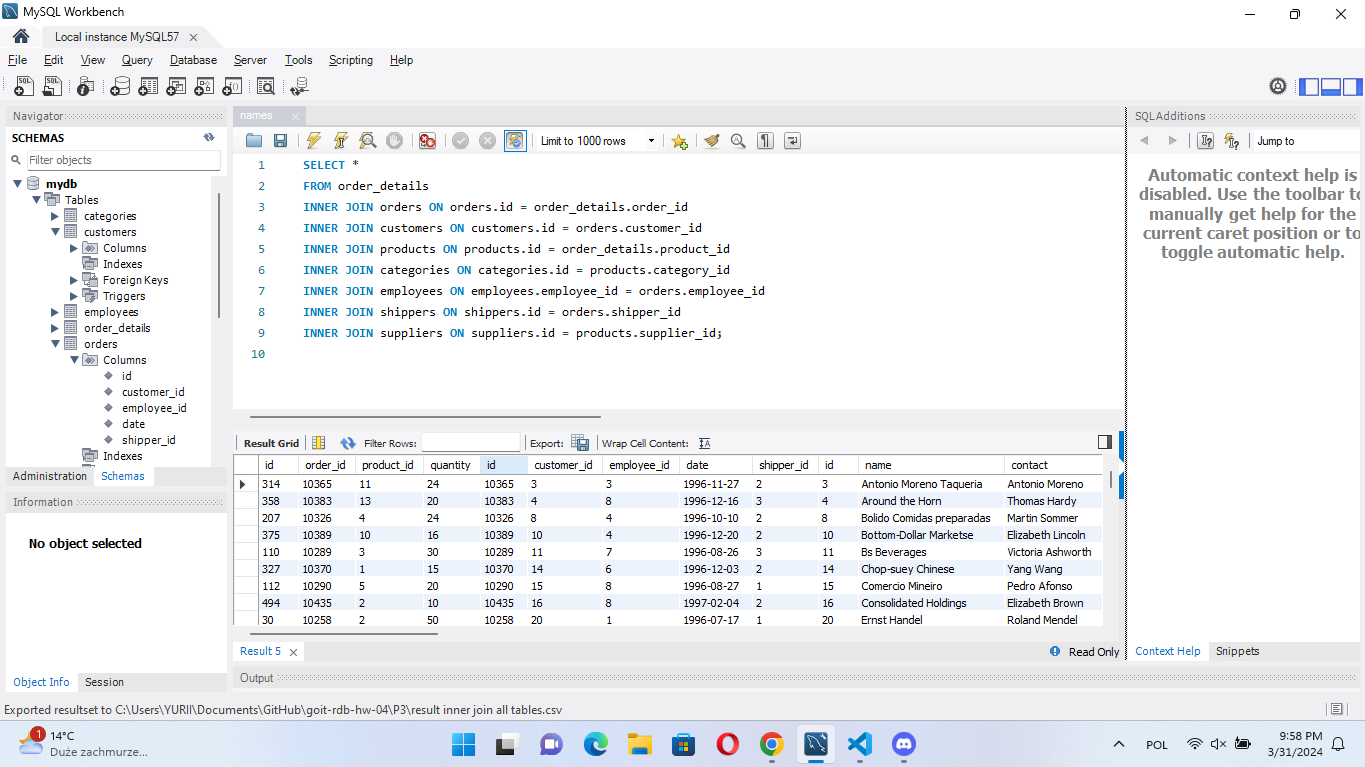 MySQL Workbench
Local instance MySQL57
File Edit View Query Database Server Tools Scripting Help
Navigator
SCHEMAS
Filter objects
mydb
Tables
categories
customers
Columns
Indexes
Foreign Keys
Triggers
employees
order_details
orders
Columns
id
customer_id
employee_id
date
shipper_id
Indexes
Administration Schemas
Information
No object selected
Object Info Session
names
Limit to 1000 rows
1 SELECT *
2 FROM order_details
3 INNER JOIN orders ON orders.id = order_details.order_id
4 INNER JOIN customers ON customers.id = orders.customer_id
5 INNER JOIN products ON products.id = order_details.product_id
6 INNER JOIN categories ON categories.id = products.category_id
7 INNER JOIN employees ON employees.employee_id = orders.employee_id
8 INNER JOIN shippers ON shippers.id = orders.shipper_id
9 INNER JOIN suppliers ON suppliers.id = products.supplier_id;
10
Result Grid Filter Rows: Export: Wrap Cell Content:
id order_id product_id quantity id customer_id employee_id date shipper_id id name contact
314 10365 11 24 10365 3 3 1996-11-27 2 3 Antonio Moreno Taqueria Antonio Moreno
358 10383 13 20 10383 4 8 1996-12-16 3 4 Around the Horn Thomas Hardy
207 10326 4 24 10326 8 4 1996-10-10 2 8 Bolido Comidas preparadas Martin Sommer
375 10389 10 16 10389 10 4 1996-12-20 2 10 Bottom-Dollar Marketse Elizabeth Lincoln
110 10289 3 30 10289 11 7 1996-08-26 3 11 Bs Beverages Victoria Ashworth
327 10370 1 15 10370 14 6 1996-12-03 2 14 Chop-suey Chinese Yang Wang
112 10290 5 20 10290 15 8 1996-08-27 1 15 Comercio Mineiro Pedro Afonso
494 10435 2 10 10435 16 8 1997-02-04 2 16 Consolidated Holdings Elizabeth Brown
30 10258 2 50 10258 20 1 1996-07-17 1 20 Ernst Handel Roland Mendel
Result 5 Read Only
Output
SQLAdditions
Jump to
Automatic context help is
disabled. Use the toolbar to
manually get help for the
current caret position or to
toggle automatic help.
Context Help Snippets
Exported resultset to C:\Users\YURII\Documents\GitHub\goit-rdb-hw-04\P3\result inner join all tables.csv
1
14°C
Duże zachmurze...
POL
9:58 PM
3/31/2024